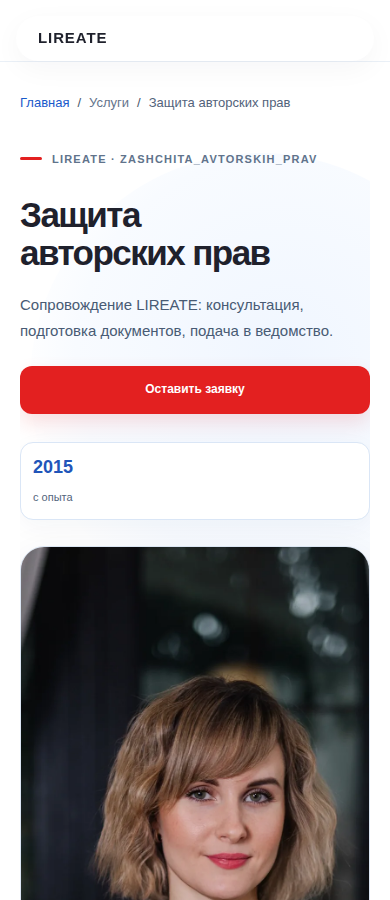 LIREATE
Главная / Услуги / Защита авторских прав
LIREATE · ZASHCHITA_AVTORSKIH_PRAV
Защита
авторских прав
Сопровождение LIREATE: консультация,
подготовка документов, подача в ведомство.
Оставить заявку
2015
с опыта